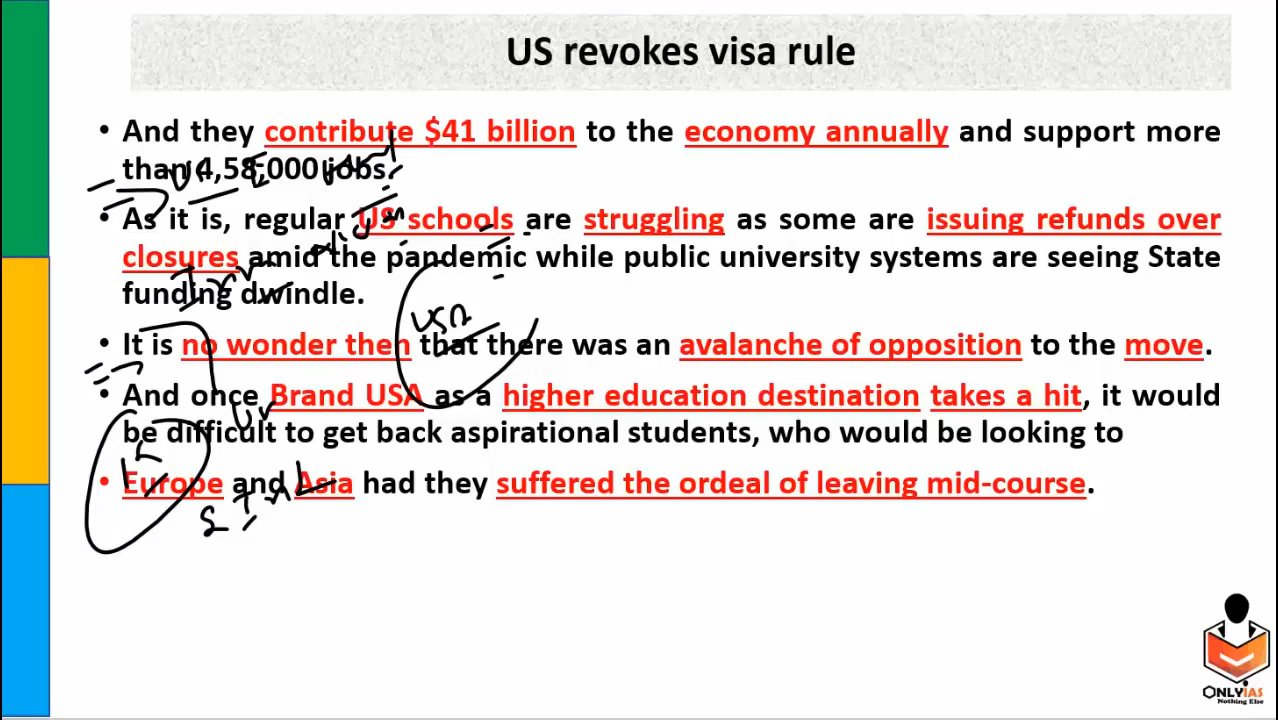 US revokes visa rule
• And they contribute $41 billion to the economy annually and support more
than 4,58,000 jobs.
• As it is, regular US schools are struggling as some are issuing refunds over
closures amid the pandemic while public university systems are seeing State
funding dwindle.
• It is no wonder then that there was an avalanche of opposition to the move.
• And once Brand USA as a higher education destination takes a hit, it would
be difficult to get back aspirational students, who would be looking to
• Europe and Asia had they suffered the ordeal of leaving mid-course.
USA
ONLYIAS
Nothing Else